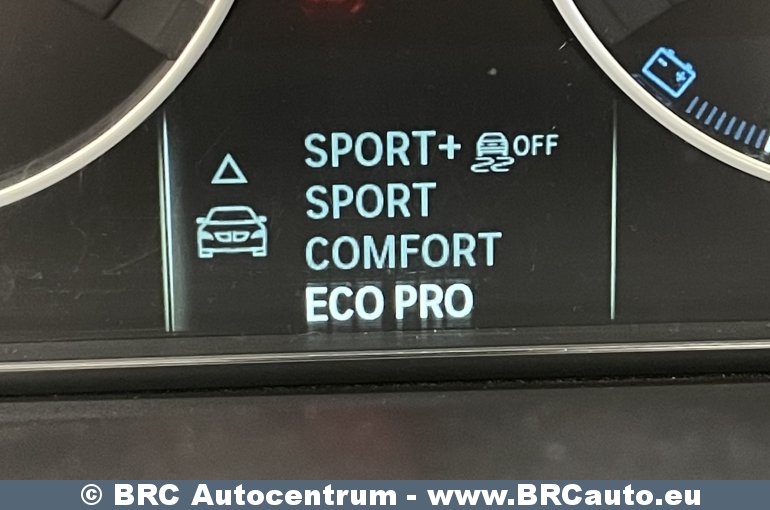 SPORT+ OFF
SPORT
COMFORT
ECO PRO
© BRC Autocentrum - www.BRCauto.eu